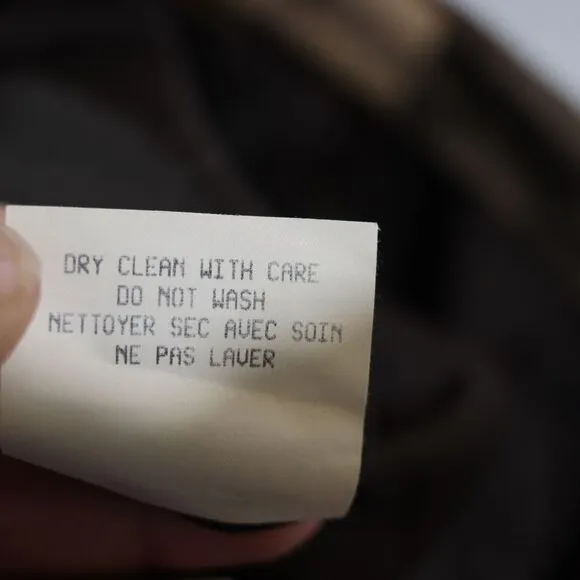 DRY CLEAN WITH CARE
DO NOT WASH
NETTOYER SEC AVEC SOIN
NE PAS LAVER